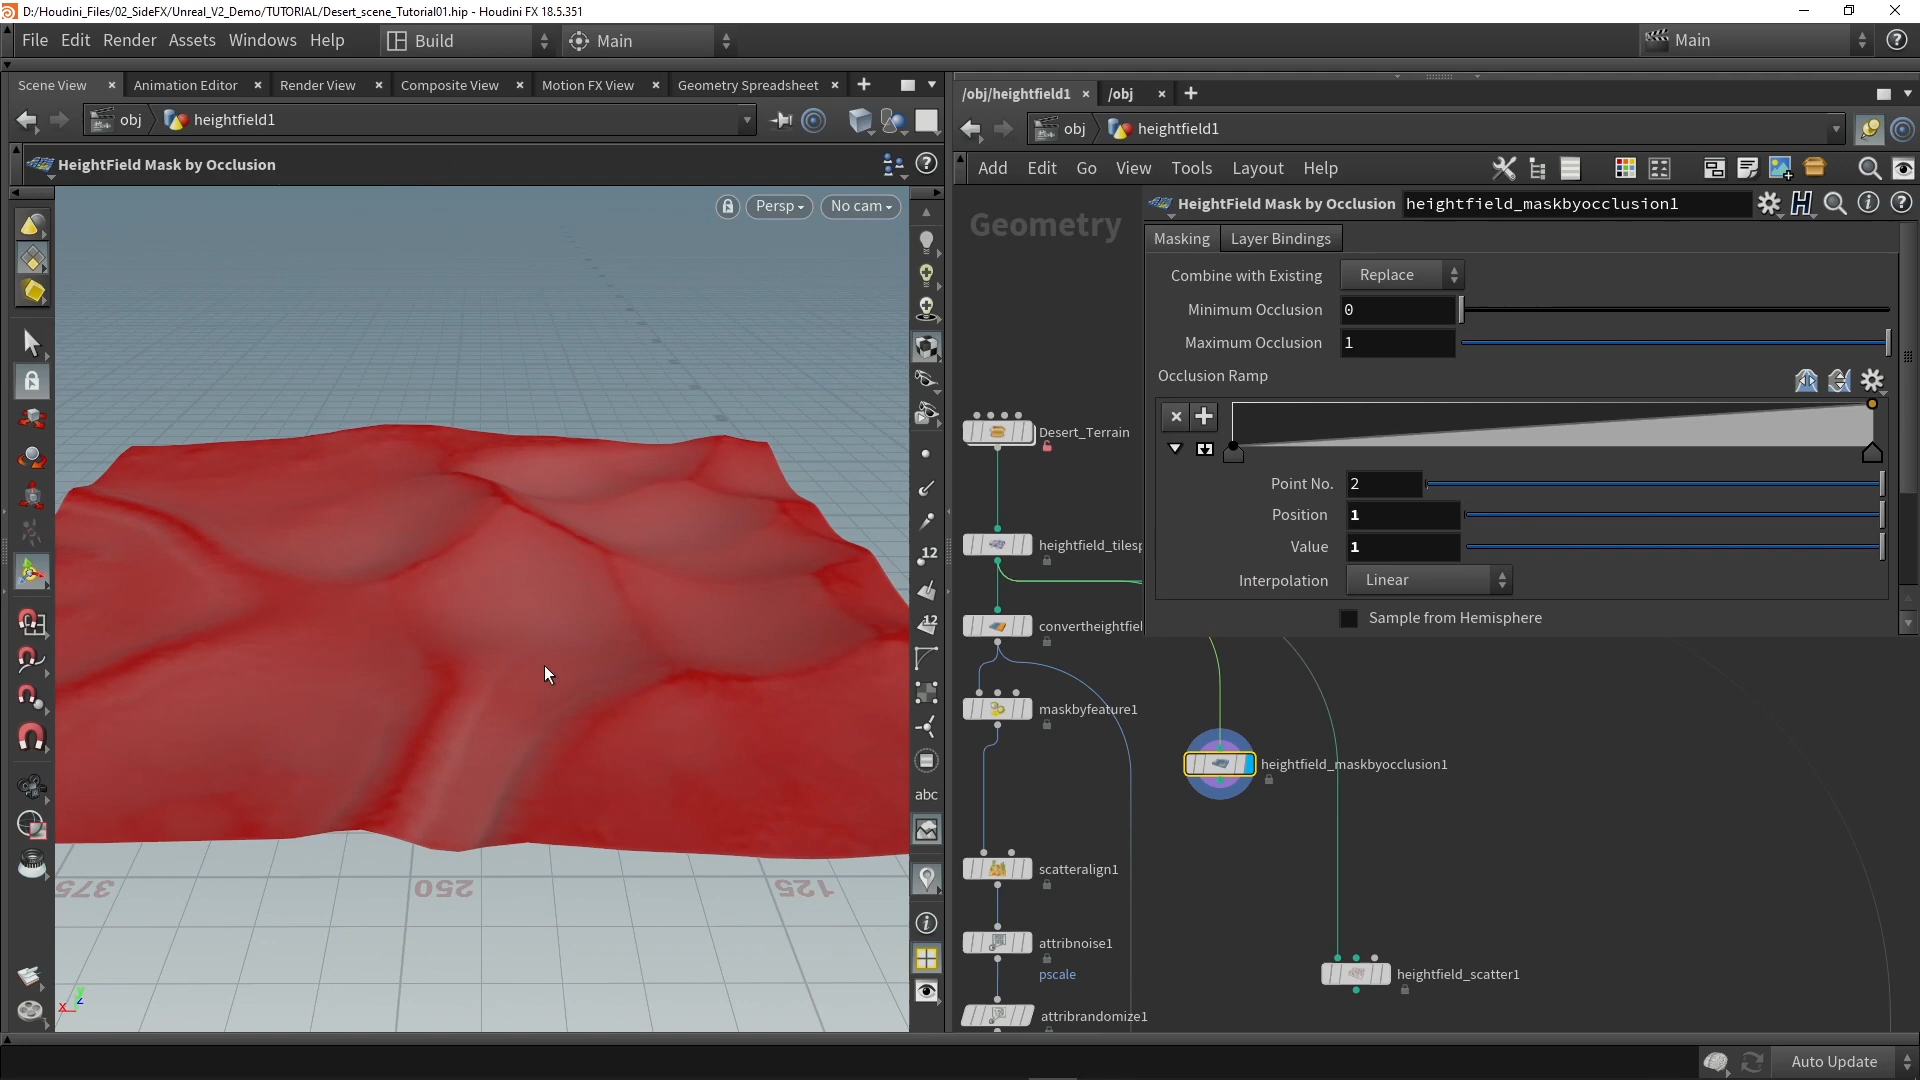 D:/Houdini_Files/02_SideFX/Unreal_V2_Demo/TUTORIAL/Desert_scene_Tutorial01.hip - Houdini FX 18.5.351
File Edit Render Assets Windows Help Build Main Main
Scene View Animation Editor Render View Composite View Motion FX View Geometry Spreadsheet
obj heightfield1
HeightField Mask by Occlusion
Persp No cam
12
12
abc
375 250 125
x y z
/obj/heightfield1 /obj
obj heightfield1
Add Edit Go View Tools Layout Help
Geometry
HeightField Mask by Occlusion heightfield_maskbyocclusion1
Masking Layer Bindings
Combine with Existing Replace
Minimum Occlusion 0
Maximum Occlusion 1
Occlusion Ramp
Point No. 2
Position 1
Value 1
Interpolation Linear
Sample from Hemisphere
Desert_Terrain
heightfield_tilesp
convertheightfiel
maskbyfeature1
heightfield_maskbyocclusion1
scatteralign1
attribnoise1
pscale
heightfield_scatter1
attribrandomize1
Auto Update